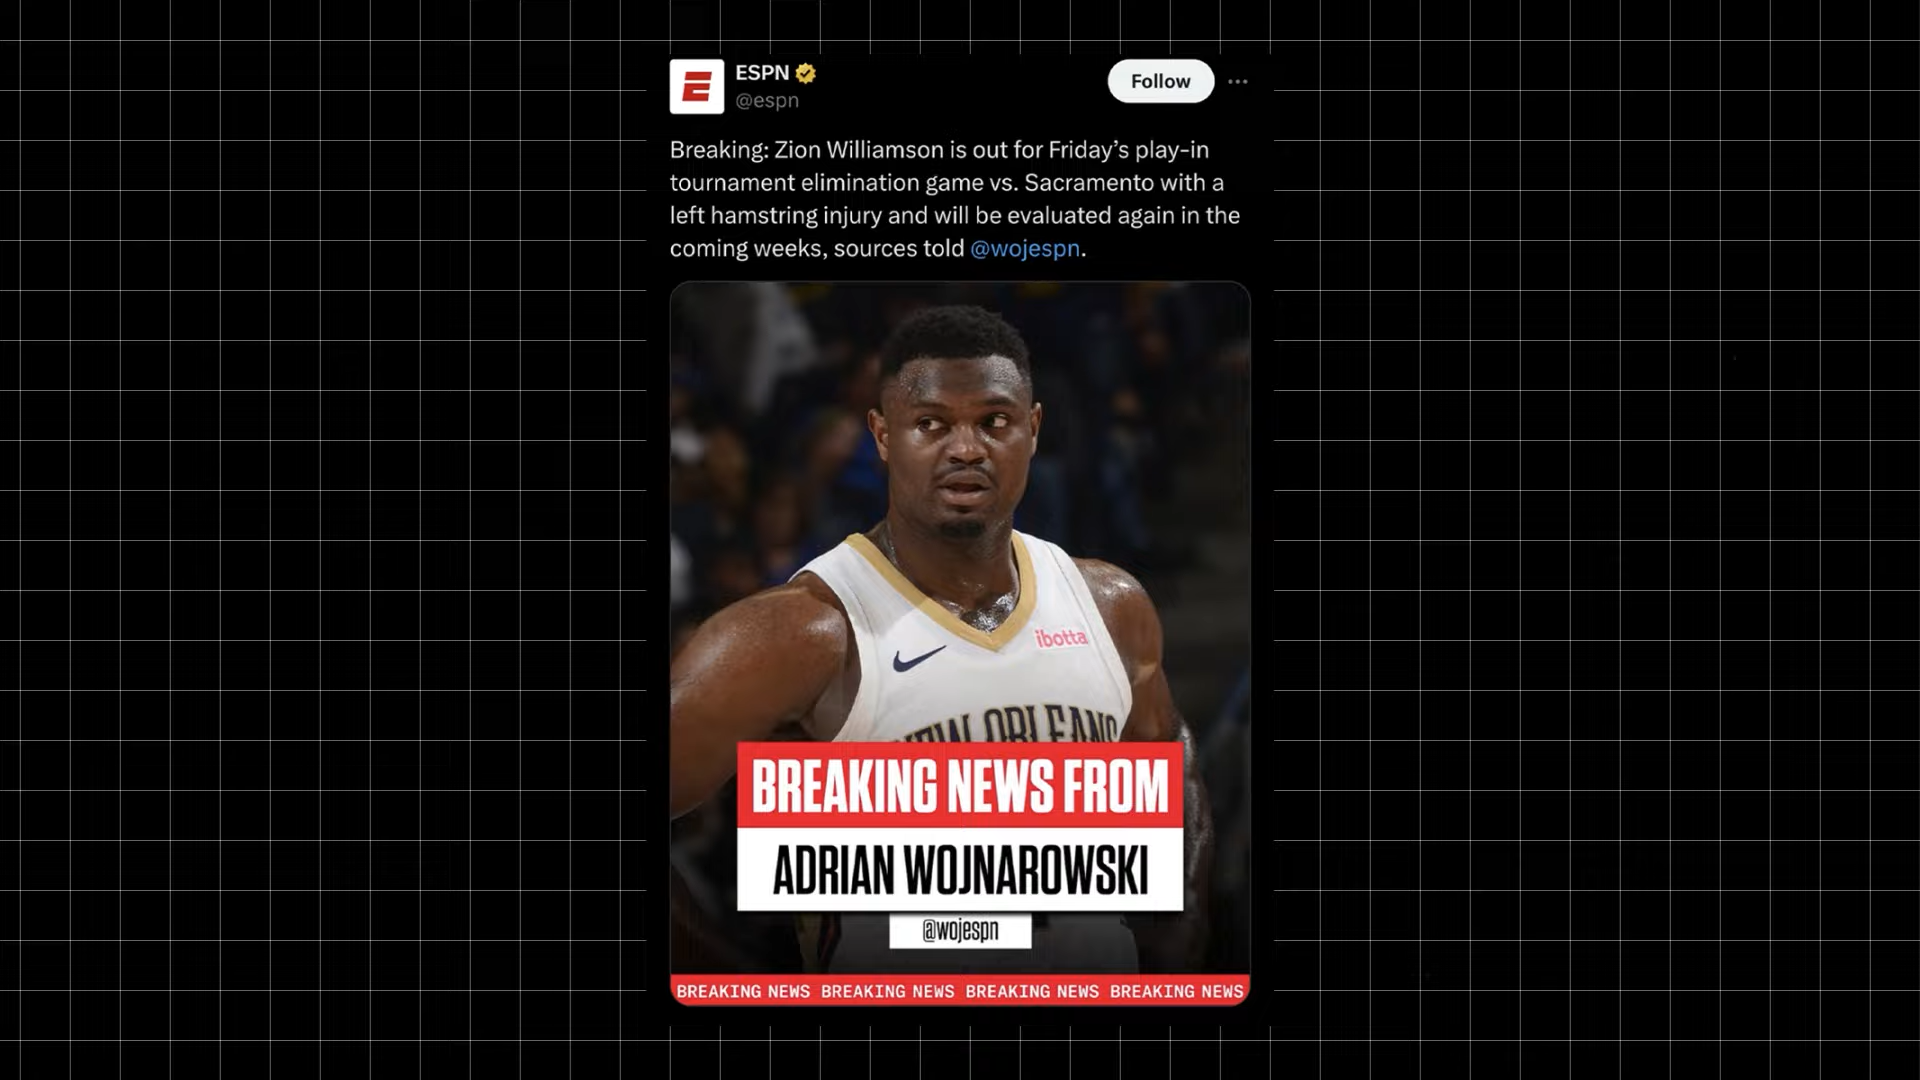 ESPN
@espn
Follow
Breaking: Zion Williamson is out for Friday’s play-in
tournament elimination game vs. Sacramento with a
left hamstring injury and will be evaluated again in the
coming weeks, sources told @wojespn.
ibotta
NEW ORLEANS
BREAKING NEWS FROM
ADRIAN WOJNAROWSKI
@wojespn
BREAKING NEWS BREAKING NEWS BREAKING NEWS BREAKING NEWS